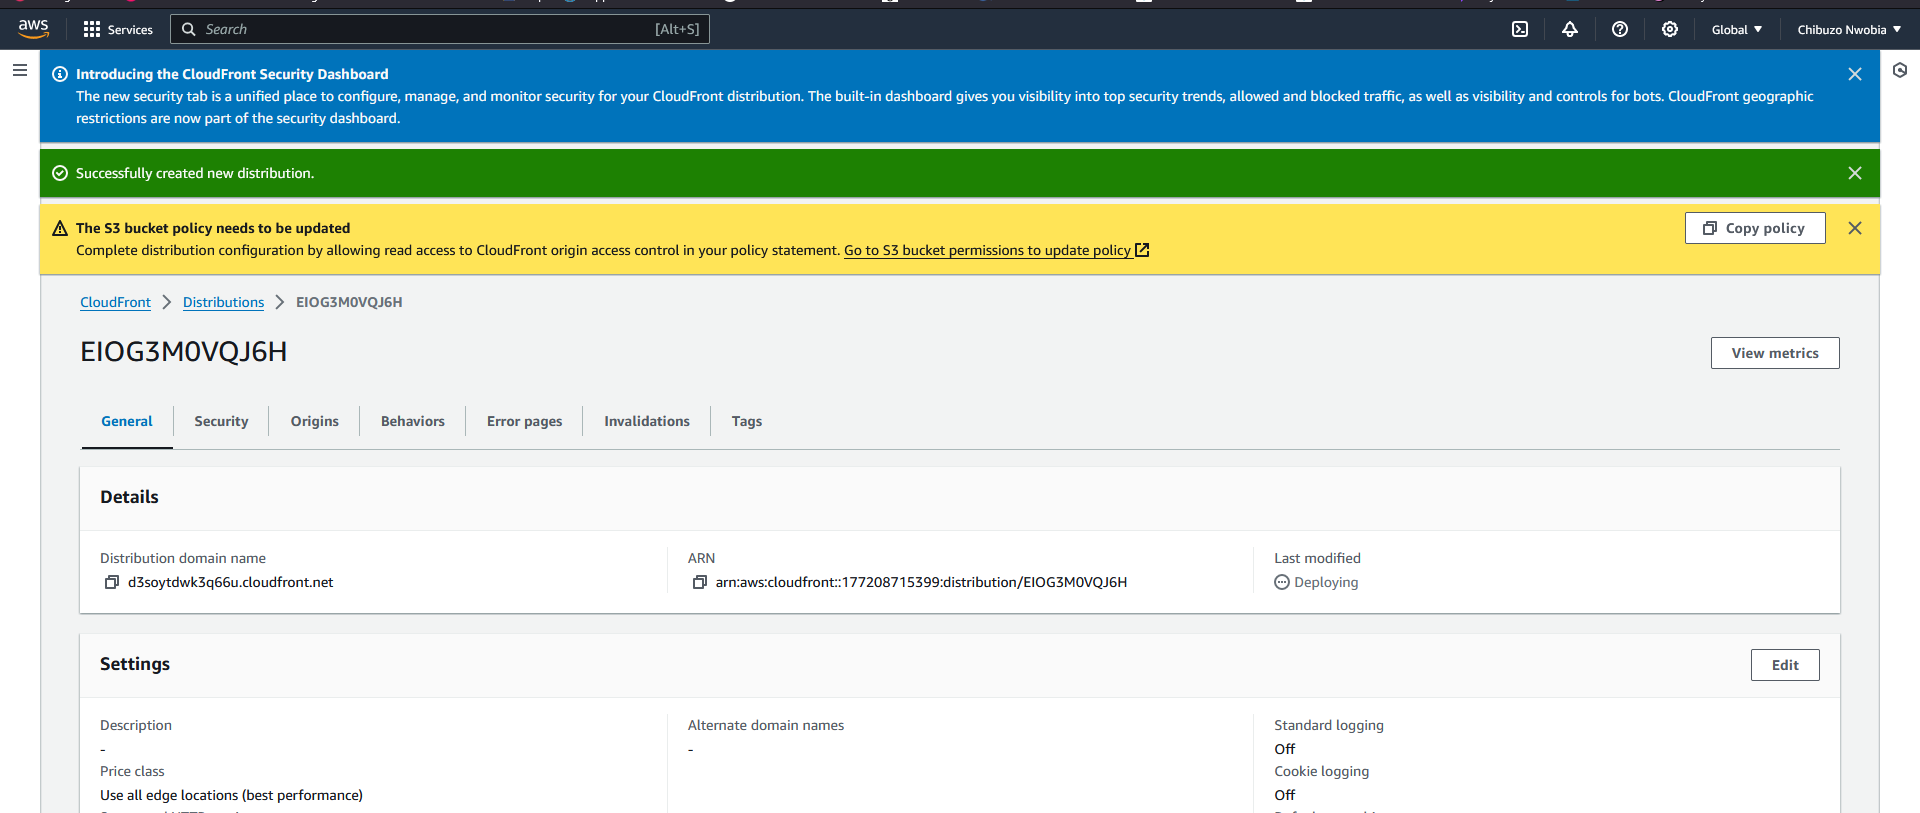 aws
Services
Search
[Alt+S]
Global
Chibuzo Nwobia
Introducing the CloudFront Security Dashboard
The new security tab is a unified place to configure, manage, and monitor security for your CloudFront distribution. The built-in dashboard gives you visibility into top security trends, allowed and blocked traffic, as well as visibility and controls for bots. CloudFront geographic
restrictions are now part of the security dashboard.
Successfully created new distribution.
The S3 bucket policy needs to be updated
Complete distribution configuration by allowing read access to CloudFront origin access control in your policy statement. Go to S3 bucket permissions to update policy
Copy policy
CloudFront
Distributions
EIOG3M0VQJ6H
EIOG3M0VQJ6H
View metrics
General
Security
Origins
Behaviors
Error pages
Invalidations
Tags
Details
Distribution domain name
d3soytdwk3q66u.cloudfront.net
ARN
arn:aws:cloudfront::177208715399:distribution/EIOG3M0VQJ6H
Last modified
Deploying
Settings
Edit
Description
-
Price class
Use all edge locations (best performance)
Alternate domain names
-
Standard logging
Off
Cookie logging
Off